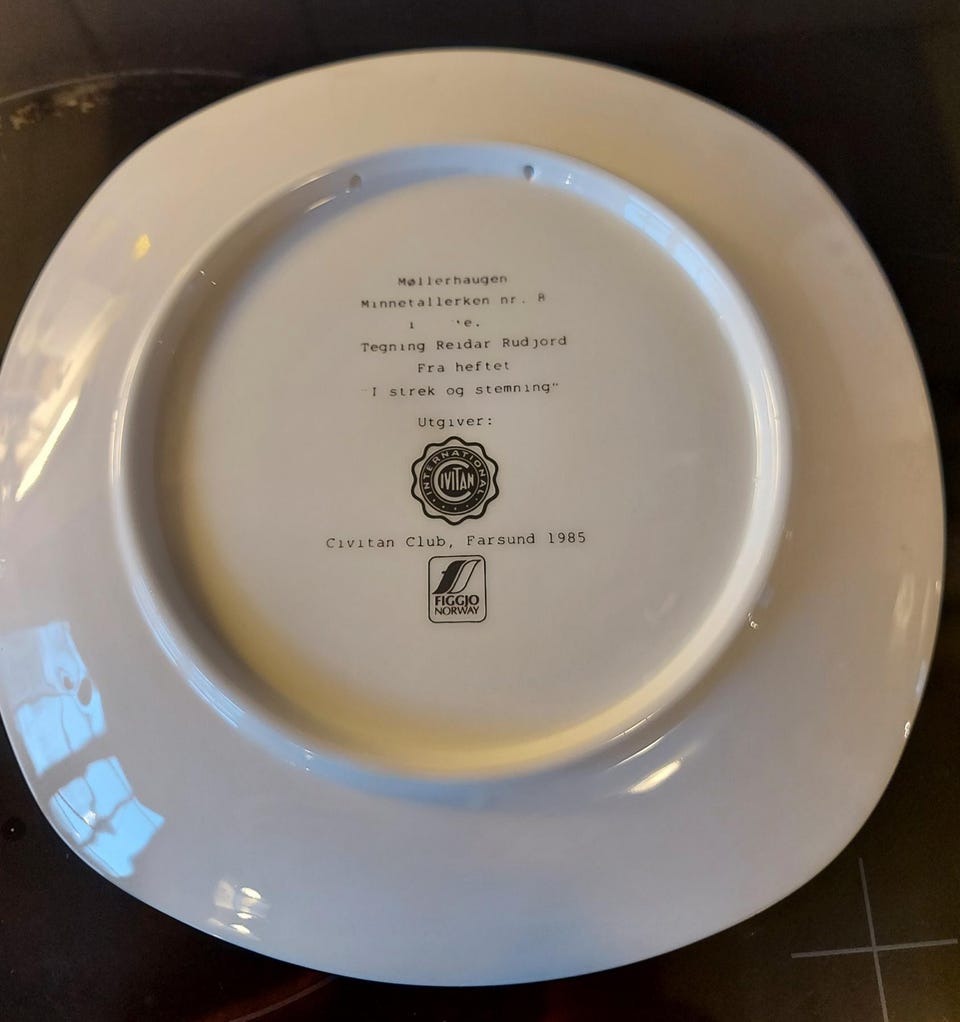 Møllerhaugen
Minnetallerken nr. 8
Tegning Reidar Rudjord
Fra heftet
"I strek og stemning"
Utgiver:
INTERNATIONAL
CIVITAN
Civitan Club, Farsund 1985
FIGGJO
NORWAY